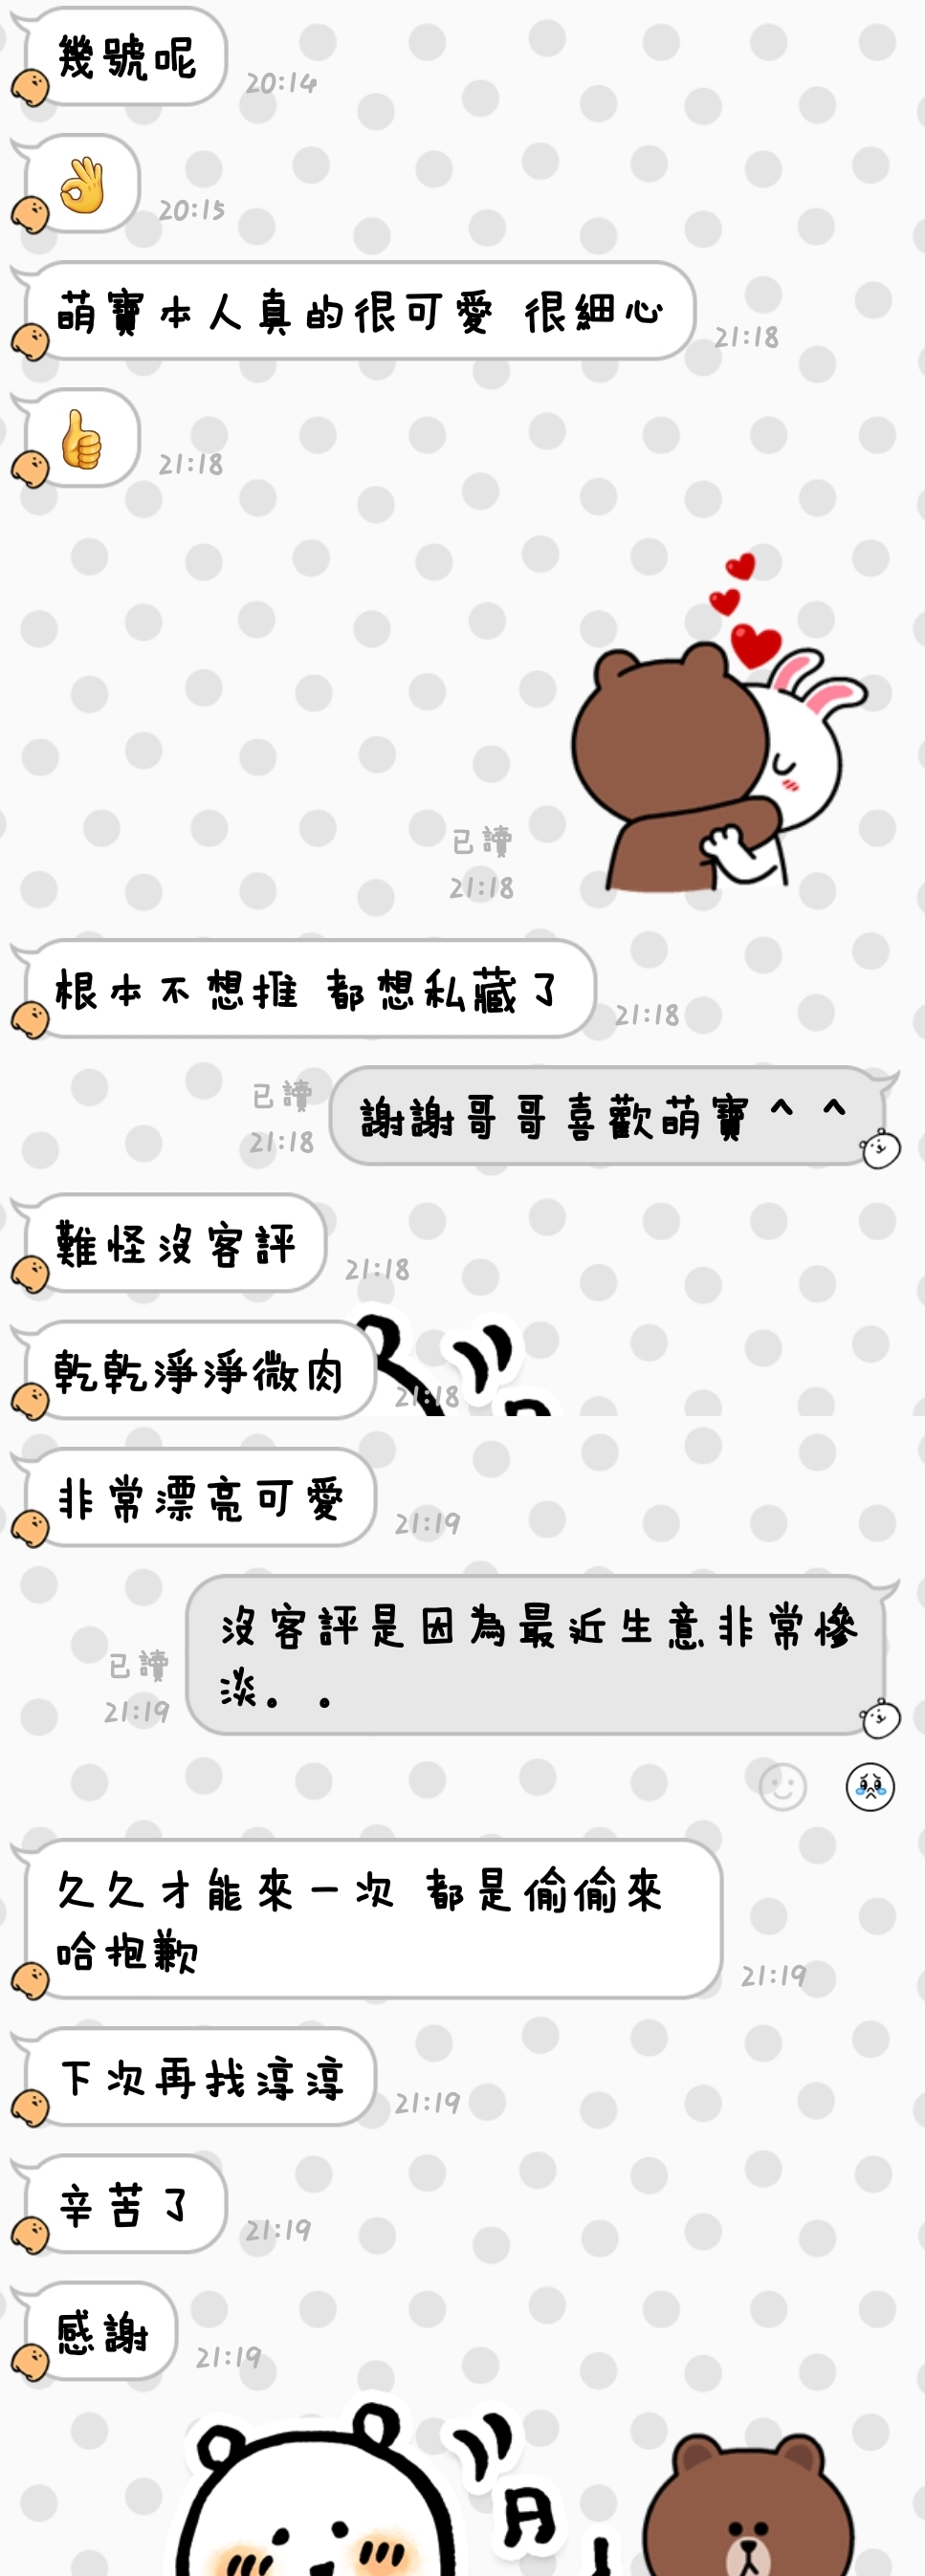 幾號呢
20:14
👌
20:15
萌寶本人真的很可愛 很細心
21:18
👍
21:18
已讀
21:18
根本不想推 都想私藏了
21:18
已讀
21:18
謝謝哥哥喜歡萌寶^ ^
難怪沒客評
21:18
乾乾淨淨微肉
21:18
非常漂亮可愛
21:19
沒客評是因為最近生意非常慘
淡。。
已讀
21:19
久久才能來一次 都是偷偷來
哈抱歉
21:19
下次再找淳淳
21:19
辛苦了
21:19
感謝
21:19